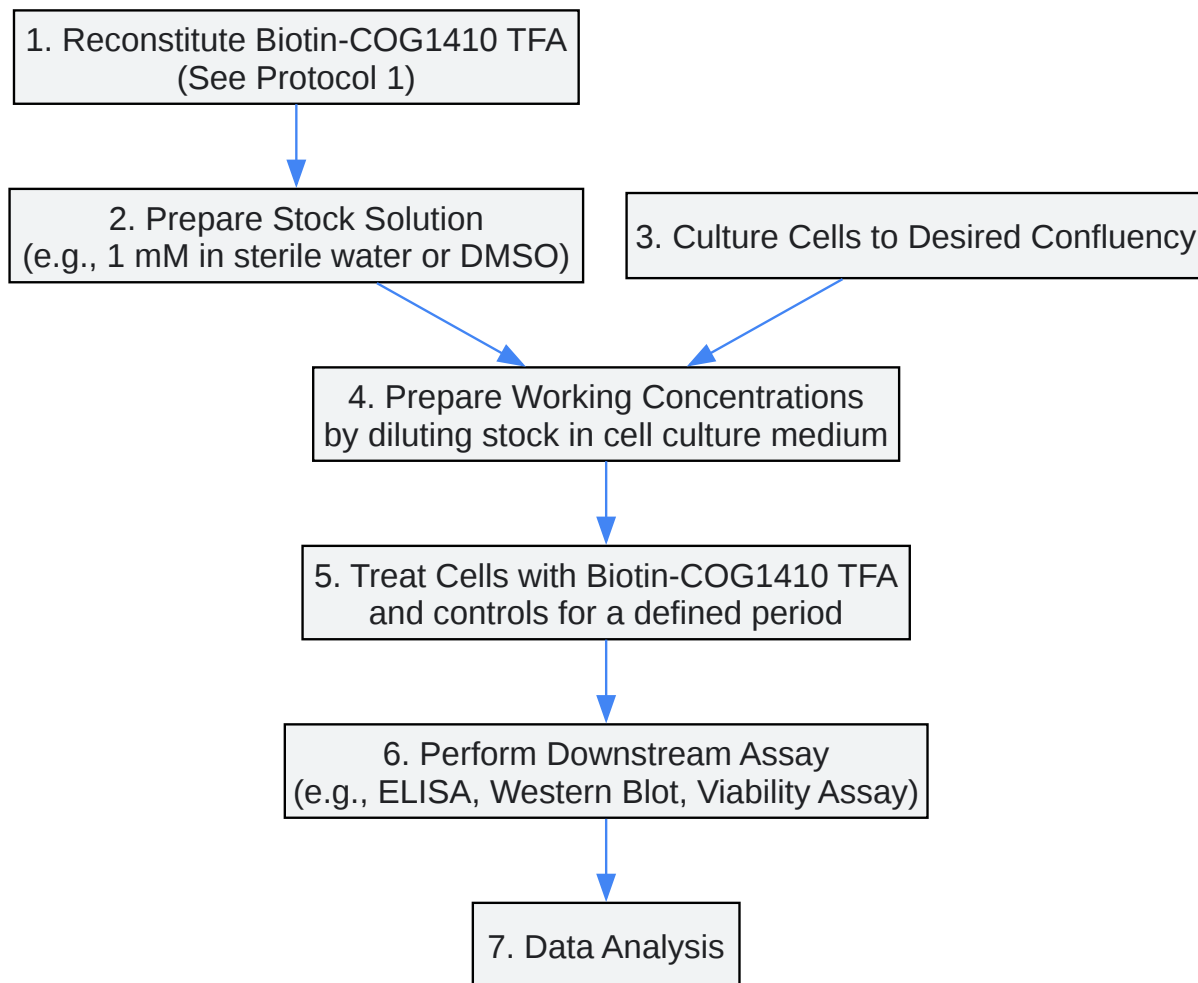 1. Reconstitute Biotin-COG1410 TFA
(See Protocol 1)
2. Prepare Stock Solution
(e.g., 1 mM in sterile water or DMSO)
3. Culture Cells to Desired Confluency
4. Prepare Working Concentrations
by diluting stock in cell culture medium
5. Treat Cells with Biotin-COG1410 TFA
and controls for a defined period
6. Perform Downstream Assay
(e.g., ELISA, Western Blot, Viability Assay)
7. Data Analysis